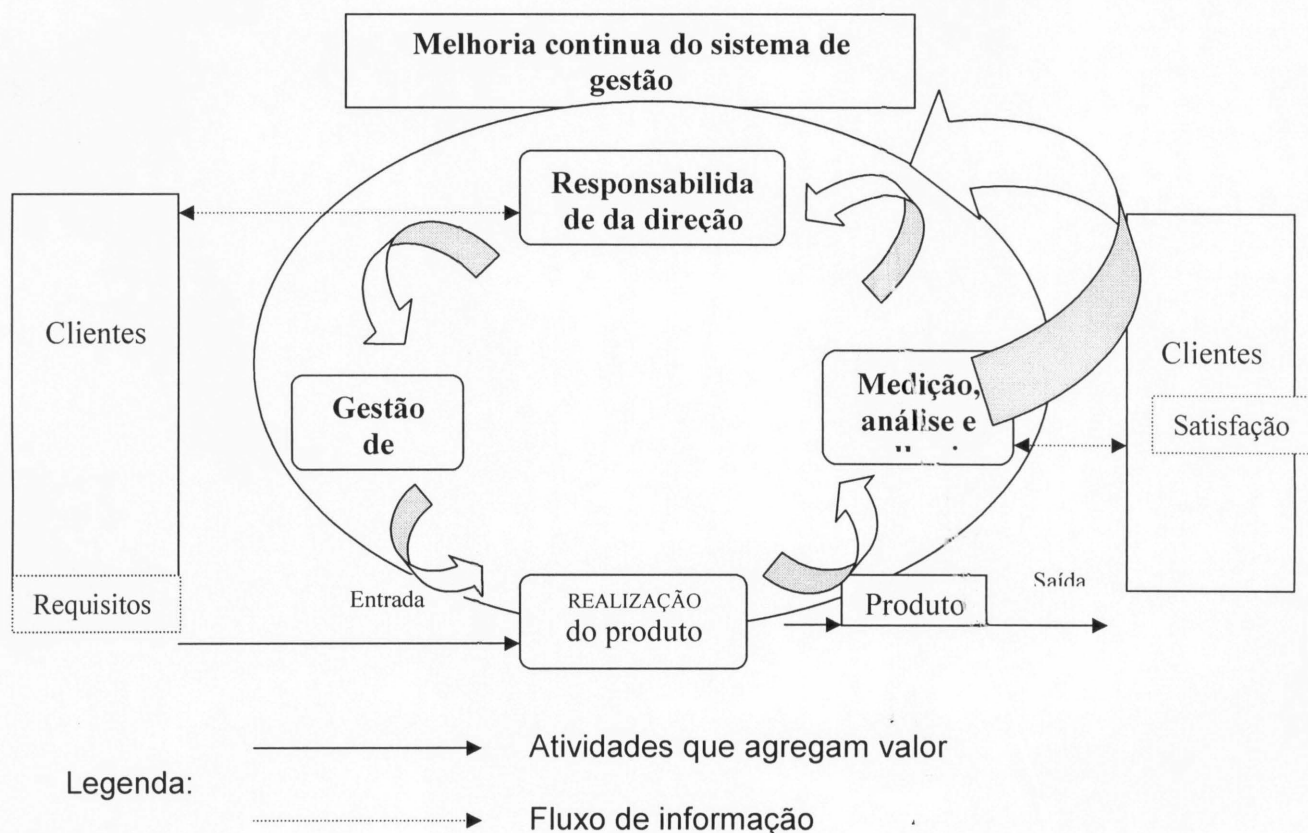 Melhoria continua do sistema de
gestão
Responsabilida
de da direção
Clientes
Gestão
de
Medição,
análise e
Clientes
Satisfação
Requisitos
Entrada
REALIZAÇÃO
do produto
Produto
Saída
Legenda:
Atividades que agregam valor
Fluxo de informação